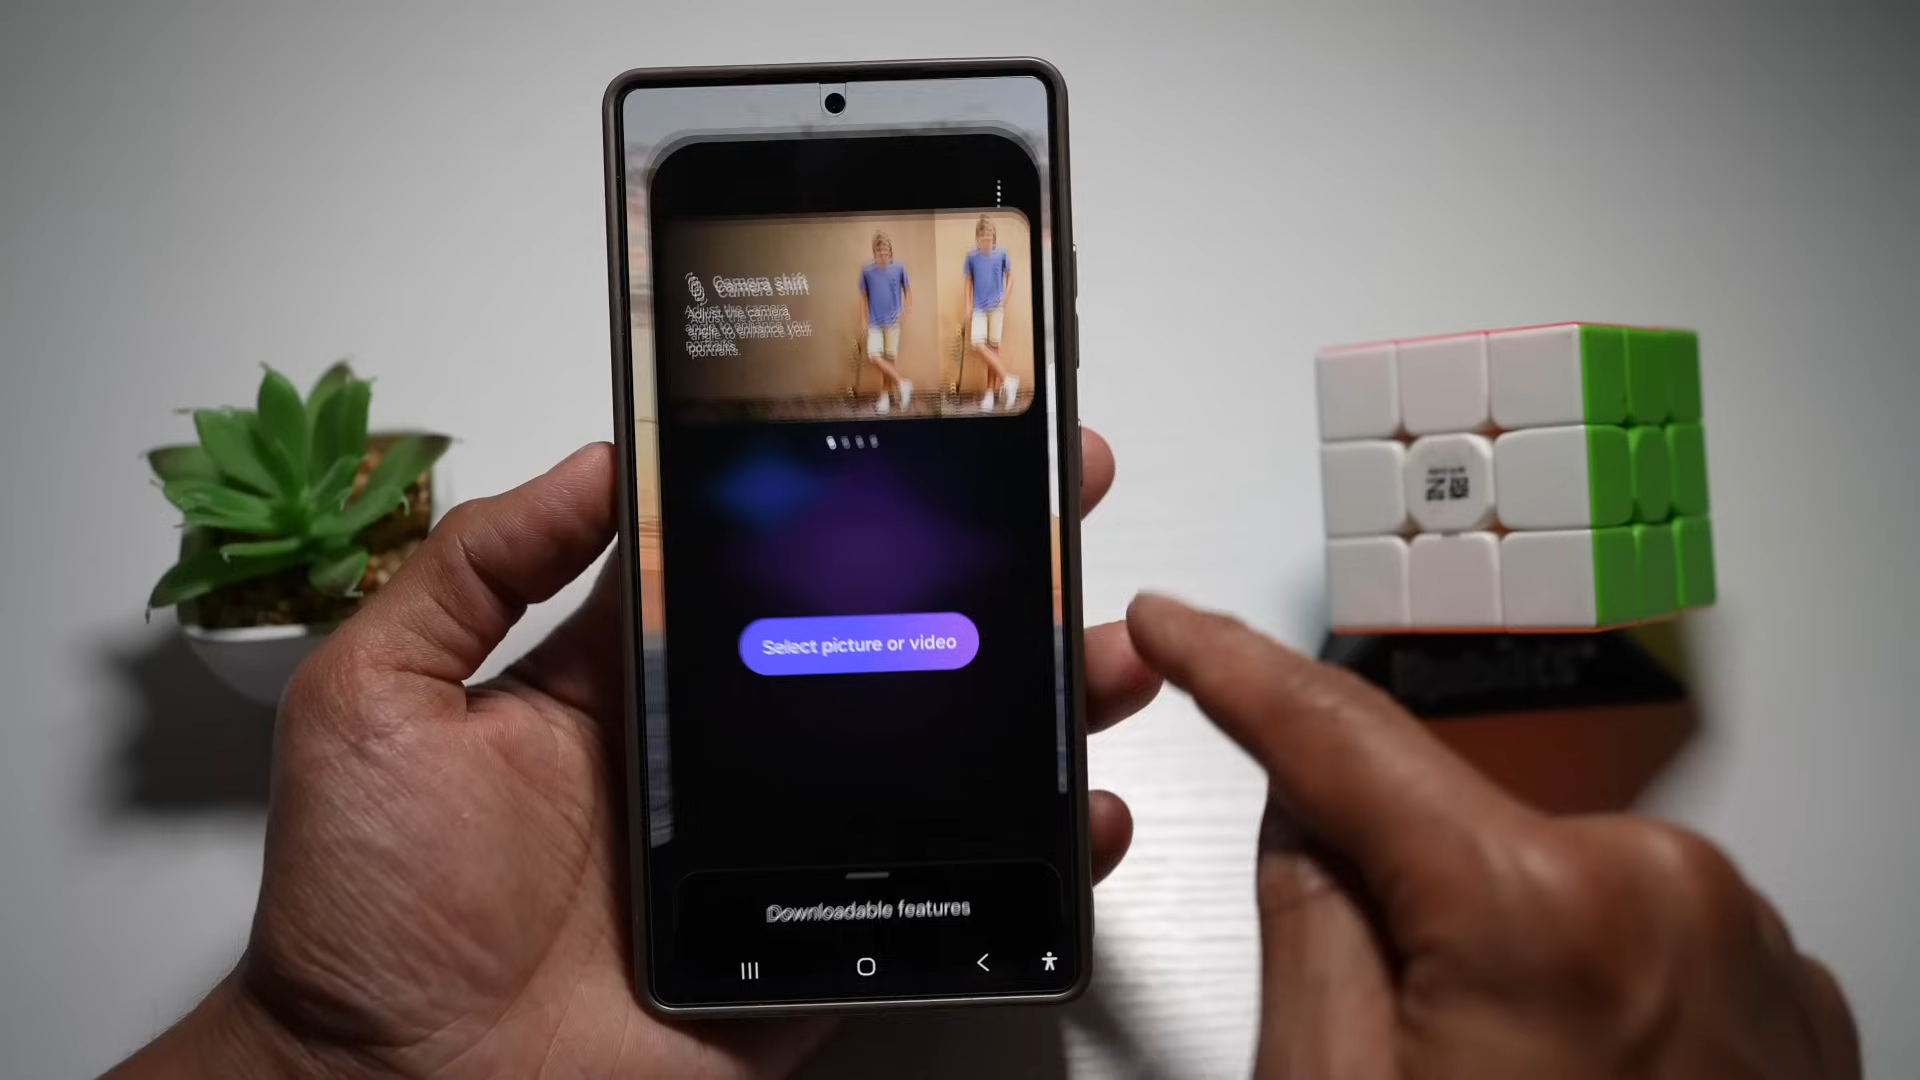 Camera shift
Adjust the camera
angle to enhance your
portraits.
Select picture or video
Downloadable features